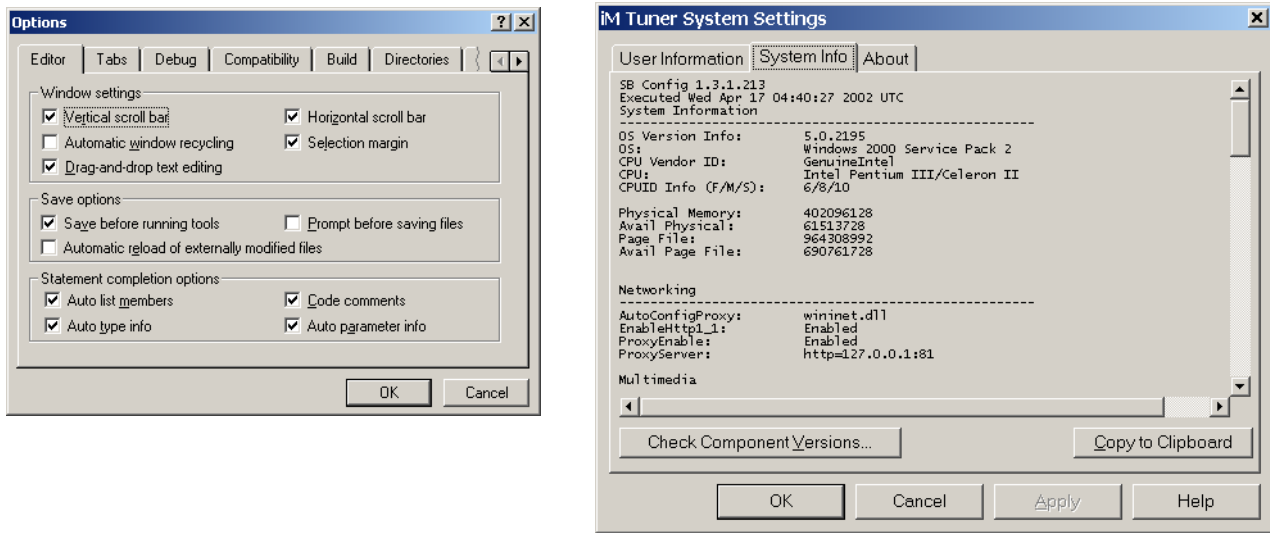 Options
Editor Tabs Debug Compatibility Build Directories
Window settings
Vertical scroll bar Horizontal scroll bar
Automatic window recycling Selection margin
Drag-and-drop text editing
Save options
Save before running tools Prompt before saving files
Automatic reload of externally modified files
Statement completion options
Auto list members Code comments
Auto type info Auto parameter info
OK Cancel
iM Tuner System Settings
User Information System Info About
SB Config 1.3.1.213
Executed Wed Apr 17 04:40:27 2002 UTC
System Information
------------------------------------------------------
OS Version Info: 5.0.2195
OS: Windows 2000 Service Pack 2
CPU Vendor ID: GenuineIntel
CPU: Intel Pentium III/Celeron II
CPUID Info (F/M/S): 6/8/10
Physical Memory: 402096128
Avail Physical: 61513728
Page File: 964308992
Avail Page File: 690761728
Networking
------------------------------------------------------
AutoConfigProxy: wininet.dll
EnableHttp1_1: Enabled
ProxyEnable: Enabled
ProxyServer: http=127.0.0.1:81
Multimedia
Check Component Versions... Copy to Clipboard
OK Cancel Apply Help